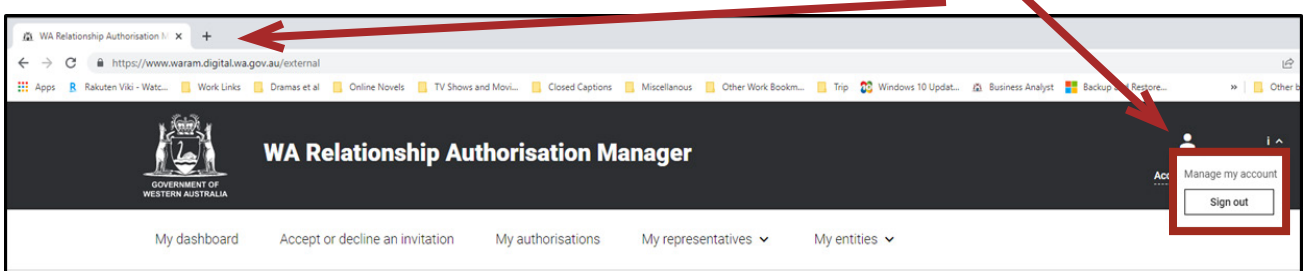 WA Relationship Authorisation M
https://www.waram.digital.wa.gov.au/external
Apps Rakuten Viki - Watc... Work Links Dramas et al Online Novels TV Shows and Movi... Closed Captions Miscellanous Other Work Bookm... Trip Windows 10 Updat... Business Analyst Backup and Restore... » Other b
WA Relationship Authorisation Manager
GOVERNMENT OF
WESTERN AUSTRALIA
Acc
Manage my account
Sign out
My dashboard Accept or decline an invitation My authorisations My representatives My entities